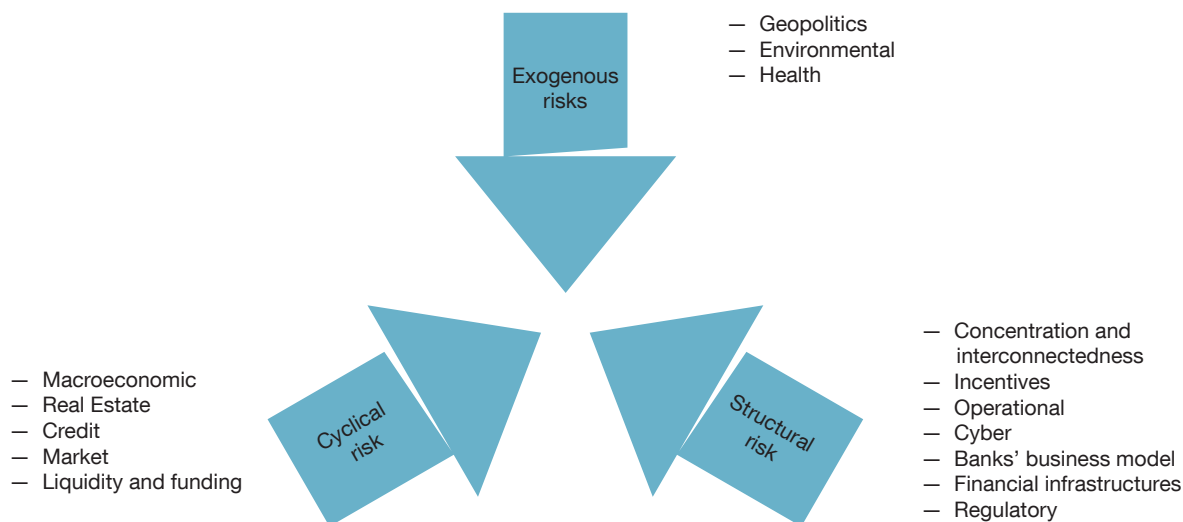 Exogenous
risks
— Geopolitics
— Environmental
— Health
Cyclical
risk
— Macroeconomic
— Real Estate
— Credit
— Market
— Liquidity and funding
Structural
risk
— Concentration and
interconnectedness
— Incentives
— Operational
— Cyber
— Banks’ business model
— Financial infrastructures
— Regulatory